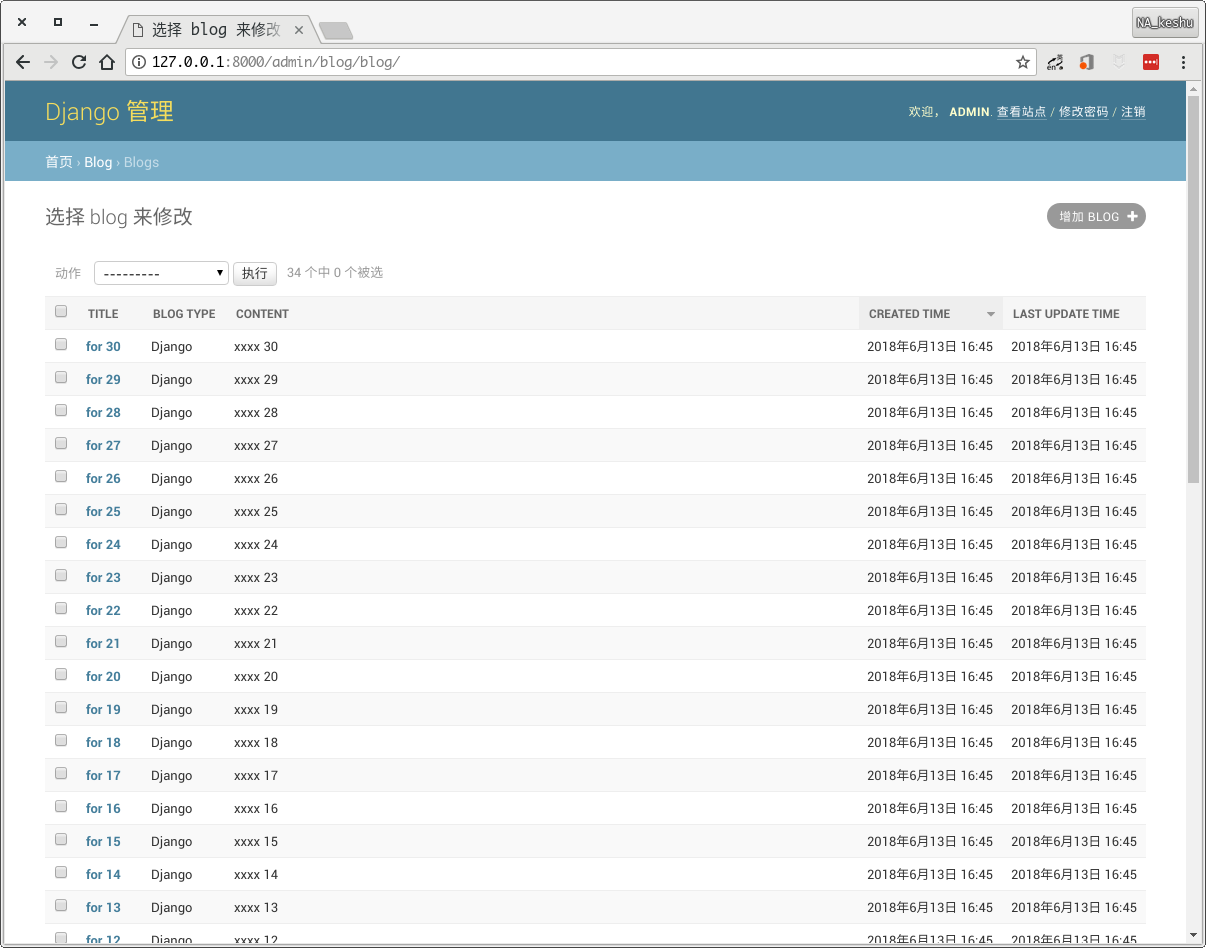 选择 blog 来修改
NA_keshu
127.0.0.1:8000/admin/blog/blog/
Django 管理
欢迎， ADMIN. 查看站点 / 修改密码 / 注销
首页 › Blog › Blogs
选择 blog 来修改
增加 BLOG
动作 --------- 执行 34 个中 0 个被选
TITLE BLOG TYPE CONTENT CREATED TIME LAST UPDATE TIME
for 30 Django xxxx 30 2018年6月13日 16:45 2018年6月13日 16:45
for 29 Django xxxx 29 2018年6月13日 16:45 2018年6月13日 16:45
for 28 Django xxxx 28 2018年6月13日 16:45 2018年6月13日 16:45
for 27 Django xxxx 27 2018年6月13日 16:45 2018年6月13日 16:45
for 26 Django xxxx 26 2018年6月13日 16:45 2018年6月13日 16:45
for 25 Django xxxx 25 2018年6月13日 16:45 2018年6月13日 16:45
for 24 Django xxxx 24 2018年6月13日 16:45 2018年6月13日 16:45
for 23 Django xxxx 23 2018年6月13日 16:45 2018年6月13日 16:45
for 22 Django xxxx 22 2018年6月13日 16:45 2018年6月13日 16:45
for 21 Django xxxx 21 2018年6月13日 16:45 2018年6月13日 16:45
for 20 Django xxxx 20 2018年6月13日 16:45 2018年6月13日 16:45
for 19 Django xxxx 19 2018年6月13日 16:45 2018年6月13日 16:45
for 18 Django xxxx 18 2018年6月13日 16:45 2018年6月13日 16:45
for 17 Django xxxx 17 2018年6月13日 16:45 2018年6月13日 16:45
for 16 Django xxxx 16 2018年6月13日 16:45 2018年6月13日 16:45
for 15 Django xxxx 15 2018年6月13日 16:45 2018年6月13日 16:45
for 14 Django xxxx 14 2018年6月13日 16:45 2018年6月13日 16:45
for 13 Django xxxx 13 2018年6月13日 16:45 2018年6月13日 16:45
for 12 Django xxxx 12 2018年6月13日 16:45 2018年6月13日 16:45